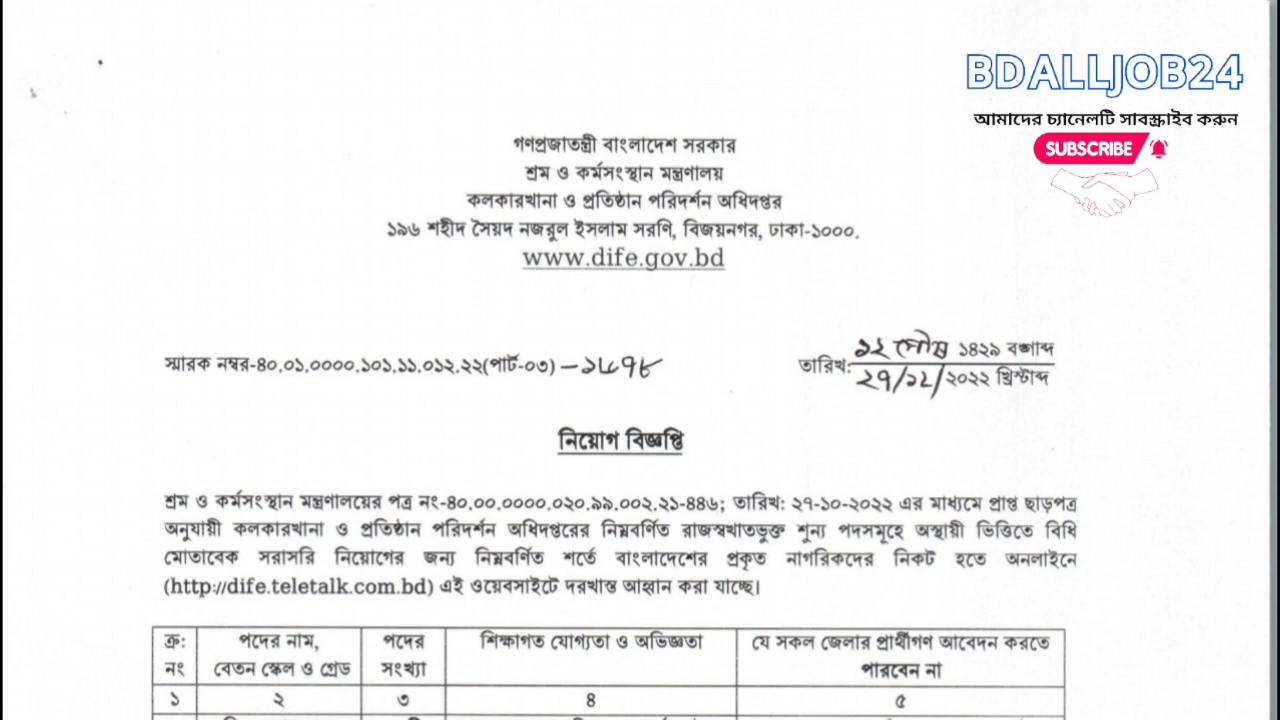 BDALLJOB24
আমাদের চ্যানেলটি সাবস্ক্রাইব করুন
SUBSCRIBE
গণপ্রজাতন্ত্রী বাংলাদেশ সরকার
শ্রম ও কর্মসংস্থান মন্ত্রণালয়
কলকারখানা ও প্রতিষ্ঠান পরিদর্শন অধিদপ্তর
১৯৬ শহীদ সৈয়দ নজরুল ইসলাম সরণি, বিজয়নগর, ঢাকা-১০০০.
www.dife.gov.bd
স্মারক নম্বর-৪০.০১.০০০০.১০১.১১.০১২.২২(পার্ট-০৩) –১৮৭৮
তারিখ: ১২ পৌষ ১৪২৯ বঙ্গাব্দ
২৭/১২/২০২২ খ্রিস্টাব্দ
নিয়োগ বিজ্ঞপ্তি
শ্রম ও কর্মসংস্থান মন্ত্রণালয়ের পত্র নং-৪০.০০.০০০০.০২০.৯৯.০০২.২১-৪৪৬; তারিখ: ২৭-১০-২০২২ এর মাধ্যমে প্রাপ্ত ছাড়পত্র
অনুযায়ী কলকারখানা ও প্রতিষ্ঠান পরিদর্শন অধিদপ্তরের নিম্নবর্ণিত রাজস্বখাতভুক্ত শূন্য পদসমূহে অস্থায়ী ভিত্তিতে বিধি
মোতাবেক সরাসরি নিয়োগের জন্য নিম্নবর্ণিত শর্তে বাংলাদেশের প্রকৃত নাগরিকদের নিকট হতে অনলাইনে
(http://dife.teletalk.com.bd) এই ওয়েবসাইটে দরখাস্ত আহ্বান করা যাচ্ছে।
ক্র: নং
পদের নাম, বেতন স্কেল ও গ্রেড
পদের সংখ্যা
শিক্ষাগত যোগ্যতা ও অভিজ্ঞতা
যে সকল জেলার প্রার্থীগণ আবেদন করতে পারবেন না
১ ২ ৩ ৪ ৫